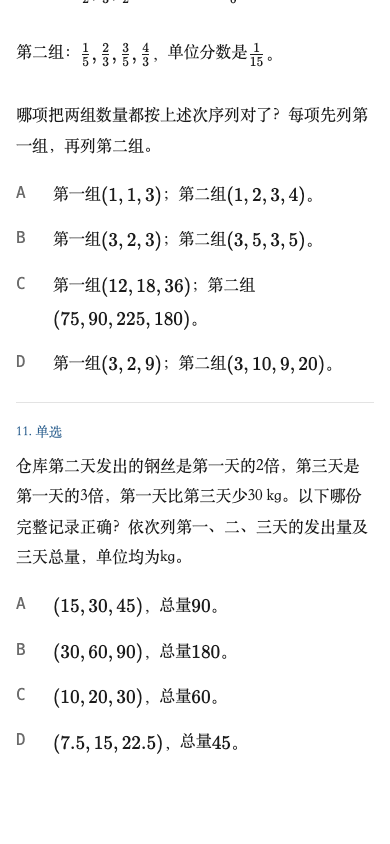 第二组：1/5, 2/3, 3/5, 4/3，单位分数是1/15。
哪项把两组数量都按上述次序列对了？每项先列第
一组，再列第二组。
A 第一组(1, 1, 3)；第二组(1, 2, 3, 4)。
B 第一组(3, 2, 3)；第二组(3, 5, 3, 5)。
C 第一组(12, 18, 36)；第二组
(75, 90, 225, 180)。
D 第一组(3, 2, 9)；第二组(3, 10, 9, 20)。
11. 单选
仓库第二天发出的钢丝是第一天的2倍，第三天是
第一天的3倍，第一天比第三天少30 kg。以下哪份
完整记录正确？依次列第一、二、三天的发出量及
三天总量，单位均为kg。
A (15, 30, 45)，总量90。
B (30, 60, 90)，总量180。
C (10, 20, 30)，总量60。
D (7.5, 15, 22.5)，总量45。